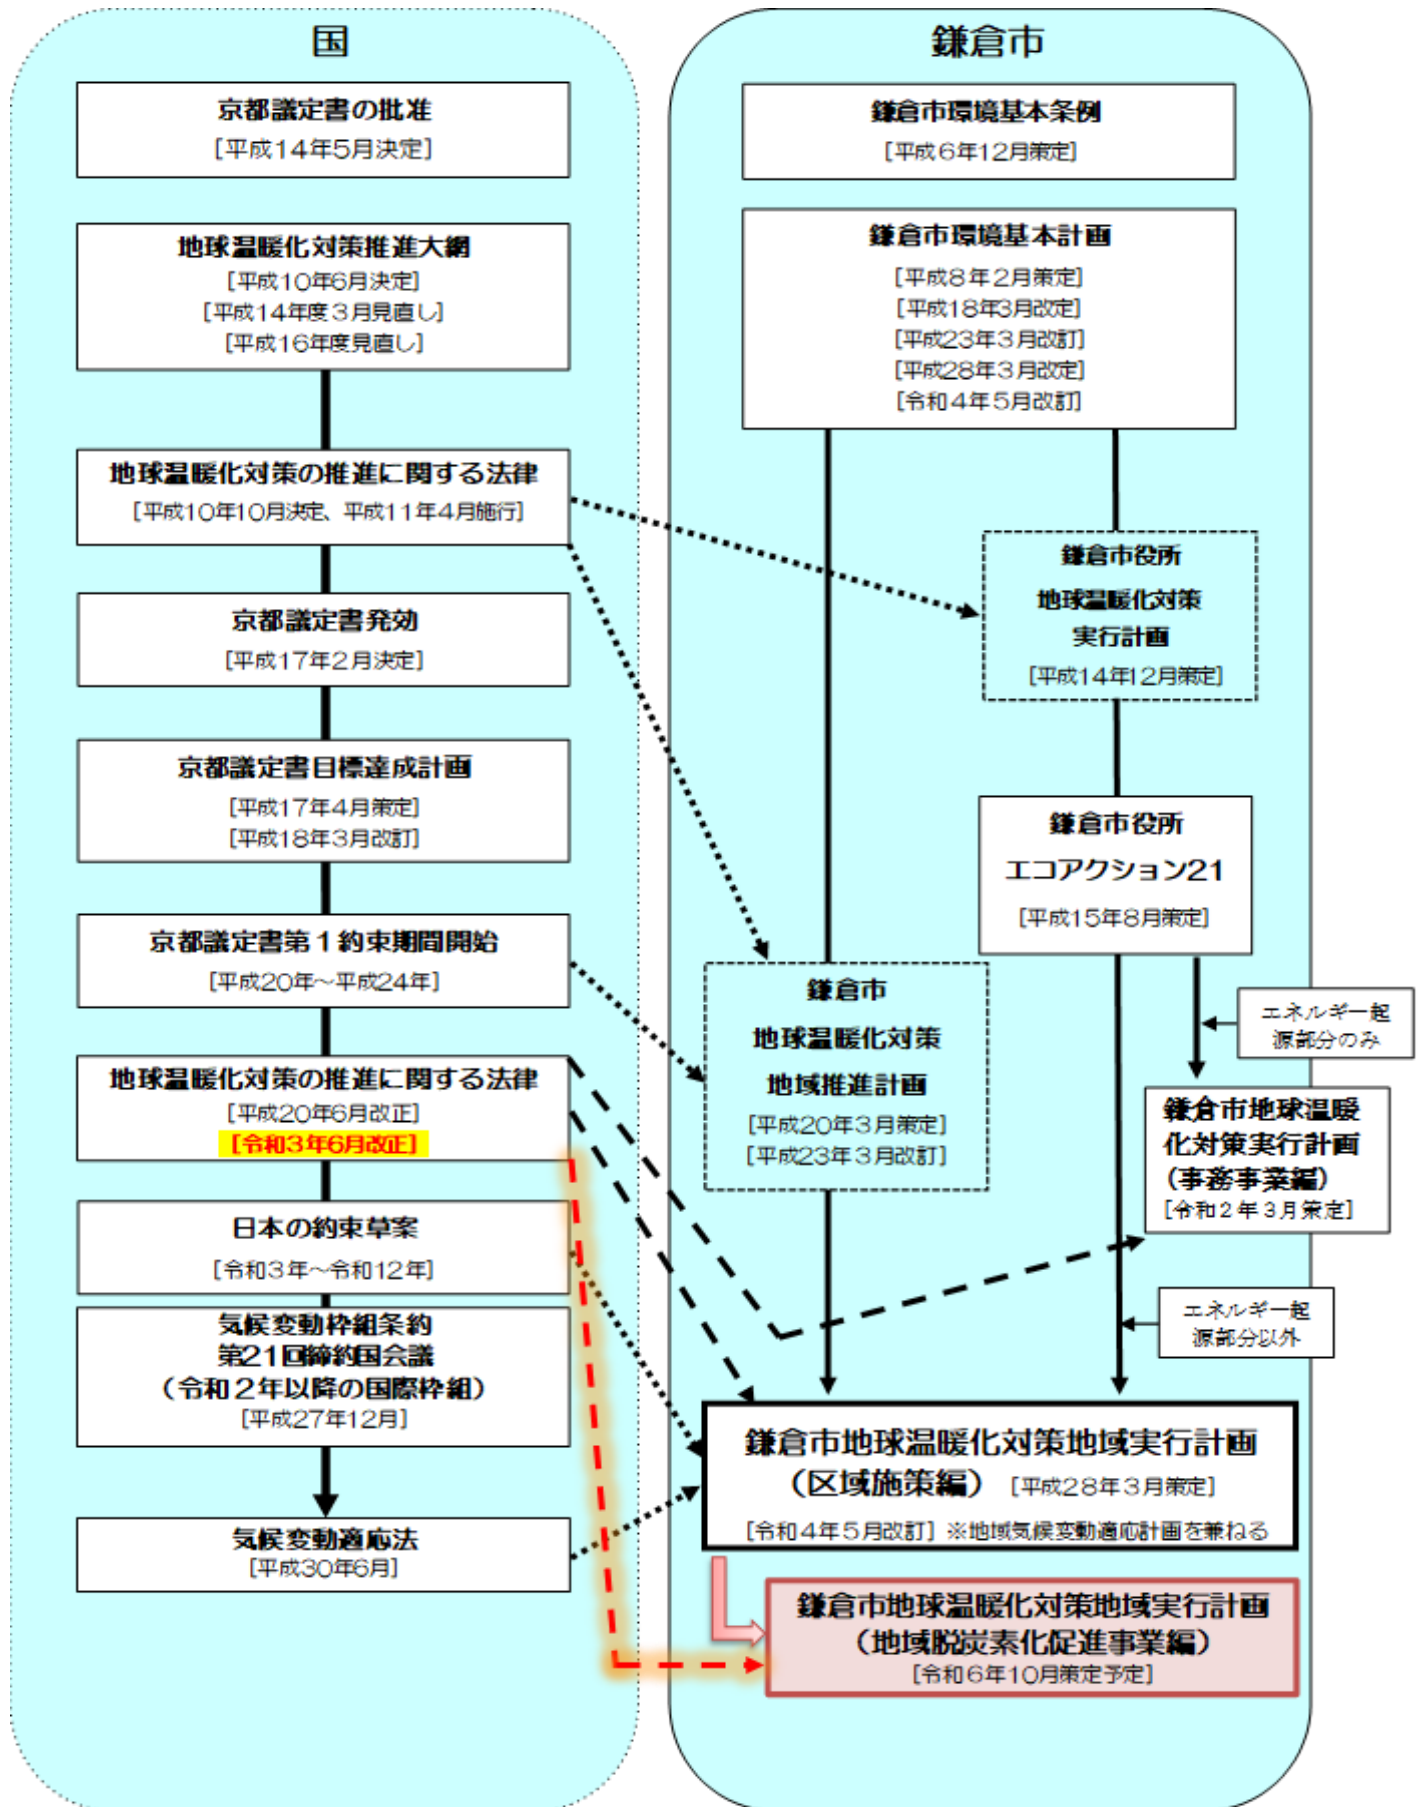 国
京都議定書の批准
[平成14年5月決定]
地球温暖化対策推進大綱
[平成10年6月決定]
[平成14年度3月見直し]
[平成16年度見直し]
地球温暖化対策の推進に関する法律
[平成10年10月決定、平成11年4月施行]
京都議定書発効
[平成17年2月決定]
京都議定書目標達成計画
[平成17年4月策定]
[平成18年3月改訂]
京都議定書第1約束期間開始
[平成20年～平成24年]
地球温暖化対策の推進に関する法律
[平成20年6月改正]
[令和3年6月改正]
日本の約束草案
[令和3年～令和12年]
気候変動枠組条約
第21回締約国会議
（令和2年以降の国際枠組）
[平成27年12月]
気候変動適応法
[平成30年6月]
鎌倉市
鎌倉市環境基本条例
[平成6年12月策定]
鎌倉市環境基本計画
[平成8年2月策定]
[平成18年3月改定]
[平成23年3月改訂]
[平成28年3月改定]
[令和4年5月改訂]
鎌倉市役所
地球温暖化対策
実行計画
[平成14年12月策定]
鎌倉市役所
エコアクション21
[平成15年8月策定]
鎌倉市
地球温暖化対策
地域推進計画
[平成20年3月策定]
[平成23年3月改訂]
エネルギー起
源部分のみ
鎌倉市地球温暖
化対策実行計画
（事務事業編）
[令和2年3月策定]
エネルギー起
源部分以外
鎌倉市地球温暖化対策地域実行計画
（区域施策編） [平成28年3月策定]
[令和4年5月改訂] ※地域気候変動適応計画を兼ねる
鎌倉市地球温暖化対策地域実行計画
（地域脱炭素化促進事業編）
[令和6年10月策定予定]